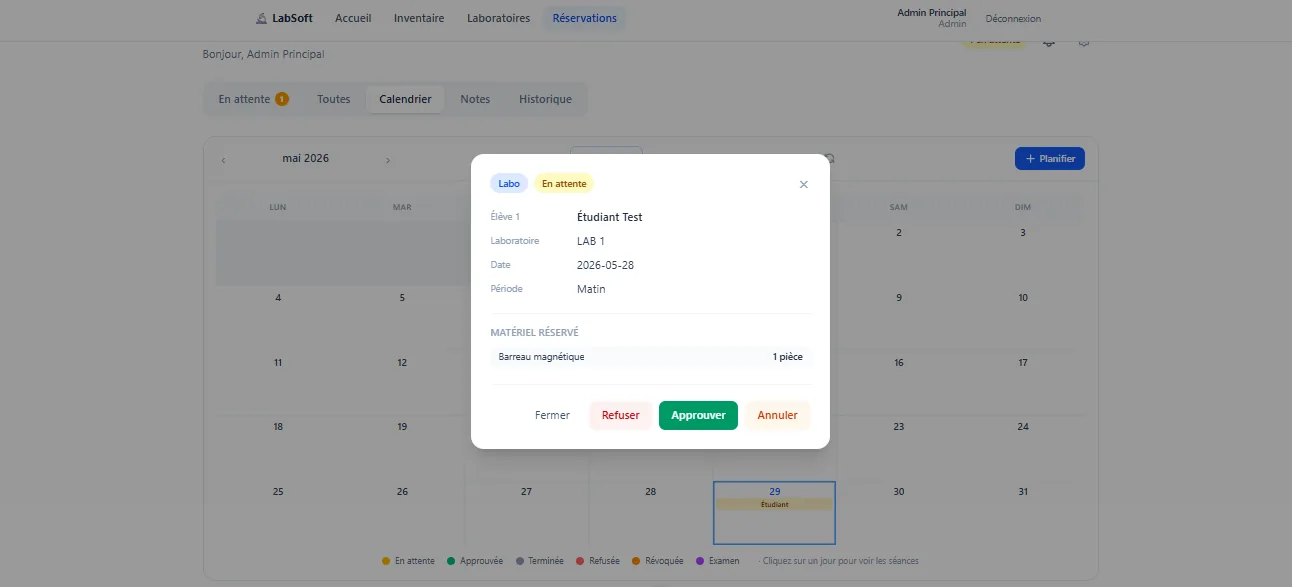 LabSoft Accueil Inventaire Laboratoires Réservations Admin Principal Déconnexion
Admin
Bonjour, Admin Principal
En attente 1 Toutes Calendrier Notes Historique
‹ mai 2026 › + Planifier
LUN MAR SAM DIM
2 3
4 5 9 10
11 12 16 17
18 19 23 24
25 26 27 28 29 30 31
Étudiant
Labo En attente ×
Élève 1 Étudiant Test
Laboratoire LAB 1
Date 2026-05-28
Période Matin
MATÉRIEL RÉSERVÉ
Barreau magnétique 1 pièce
Fermer Refuser Approuver Annuler
En attente Approuvée Terminée Refusée Révoquée Examen · Cliquez sur un jour pour voir les séances